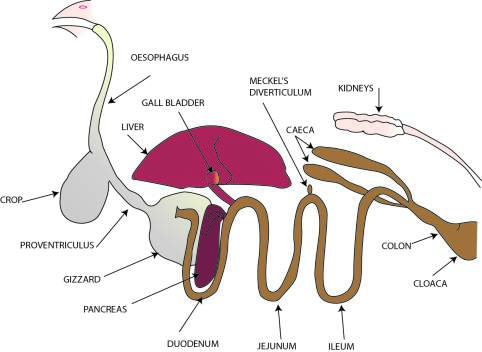 OESOPHAGUS
MECKEL'S
DIVERTICULUM
KIDNEYS
GALL BLADDER
LIVER
CAECA
CROP
PROVENTRICULUS
COLON
GIZZARD
CLOACA
PANCREAS
DUODENUM
JEJUNUM
ILEUM